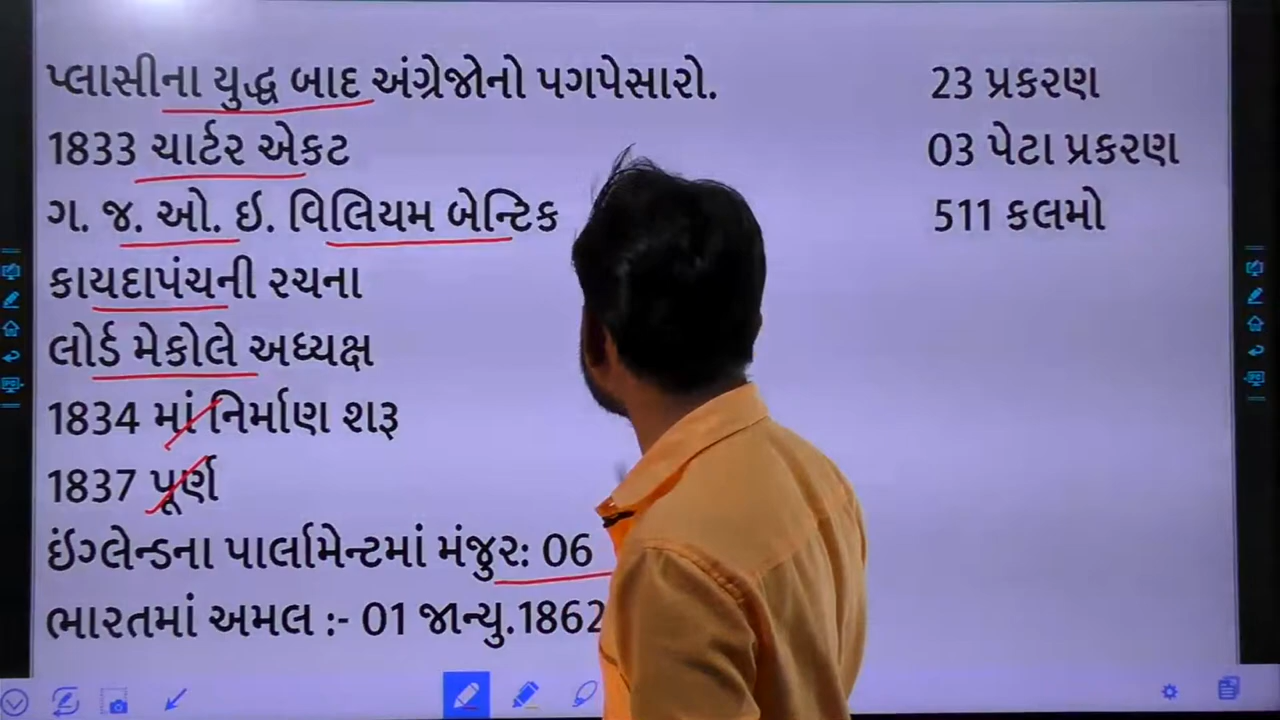 પ્લાસીના યુદ્ધ બાદ અંગ્રેજોનો પગપેસારો.
1833 ચાર્ટર એકટ
ગ. જ. ઓ. ઇ. વિલિયમ બેન્ટિક
કાયદાપંચની રચના
લોર્ડ મેકોલે અધ્યક્ષ
1834 માં નિર્માણ શરૂ
1837 પૂર્ણ
ઇંગ્લેન્ડના પાર્લામેન્ટમાં મંજુર: 06
ભારતમાં અમલ :- 01 જાન્યુ.1862
23 પ્રકરણ
03 પેટા પ્રકરણ
511 કલમો